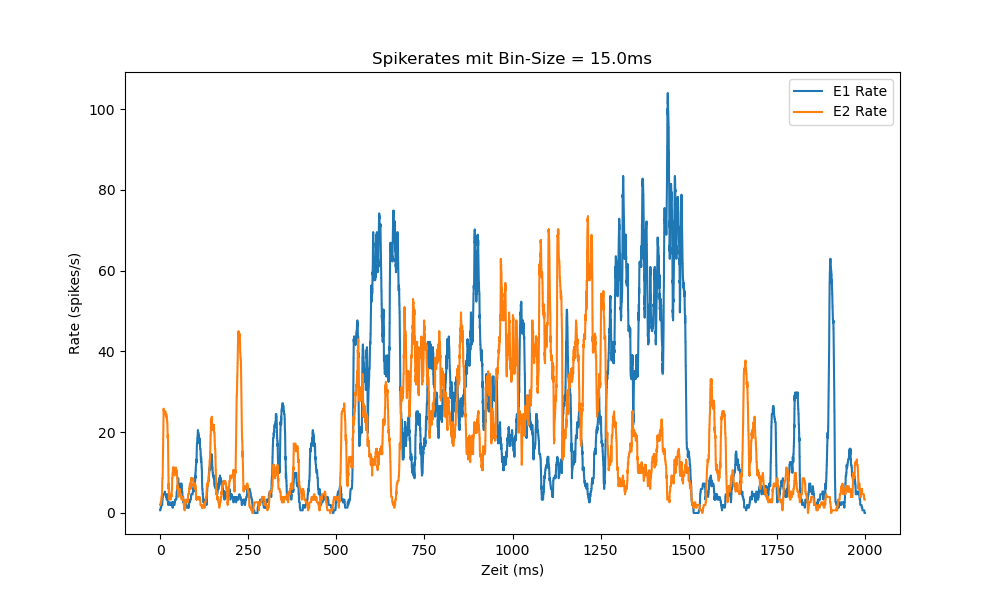 Spikerates mit Bin-Size = 15.0ms
E1 Rate
E2 Rate
100
80
60
40
20
0
Rate (spikes/s)
0 250 500 750 1000 1250 1500 1750 2000
Zeit (ms)